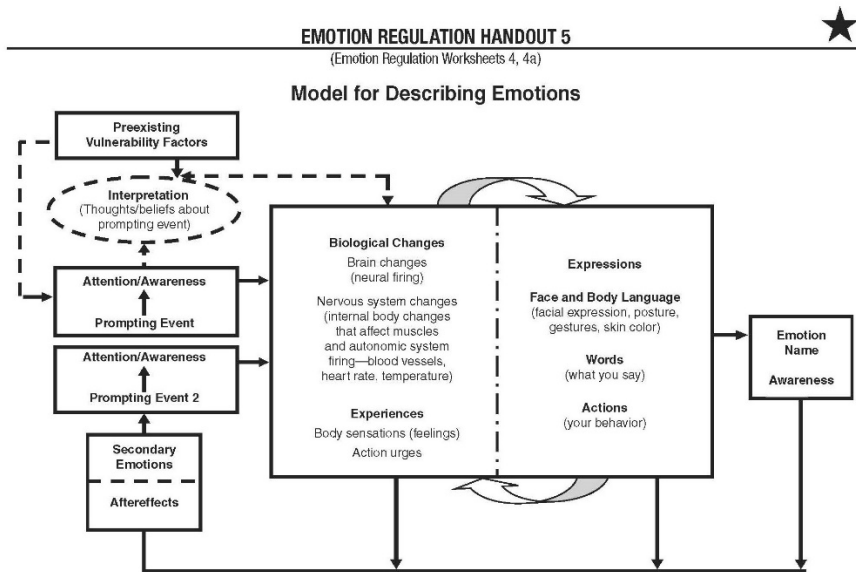 EMOTION REGULATION HANDOUT 5
(Emotion Regulation Worksheets 4, 4a)
Model for Describing Emotions
Preexisting
Vulnerability Factors
Interpretation
(Thoughts/beliefs about
prompting event)
Attention/Awareness
Prompting Event
Attention/Awareness
Prompting Event 2
Secondary
Emotions
Aftereffects
Biological Changes
Brain changes
(neural firing)
Nervous system changes
(internal body changes
that affect muscles
and autonomic system
firing—blood vessels,
heart rate, temperature)
Experiences
Body sensations (feelings)
Action urges
Expressions
Face and Body Language
(facial expression, posture,
gestures, skin color)
Words
(what you say)
Actions
(your behavior)
Emotion
Name
Awareness